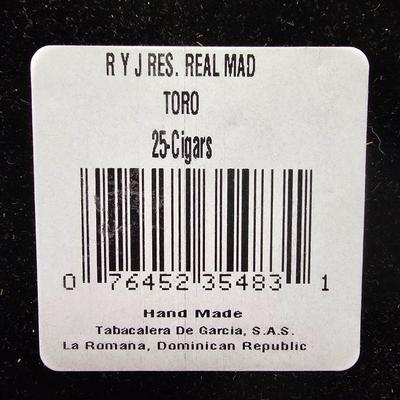 R Y J RES. REAL MAD
TORO
25-Cigars
0 76452 35483 1
Hand Made
Tabacalera De Garcia, S.A.S.
La Romana, Dominican Republic